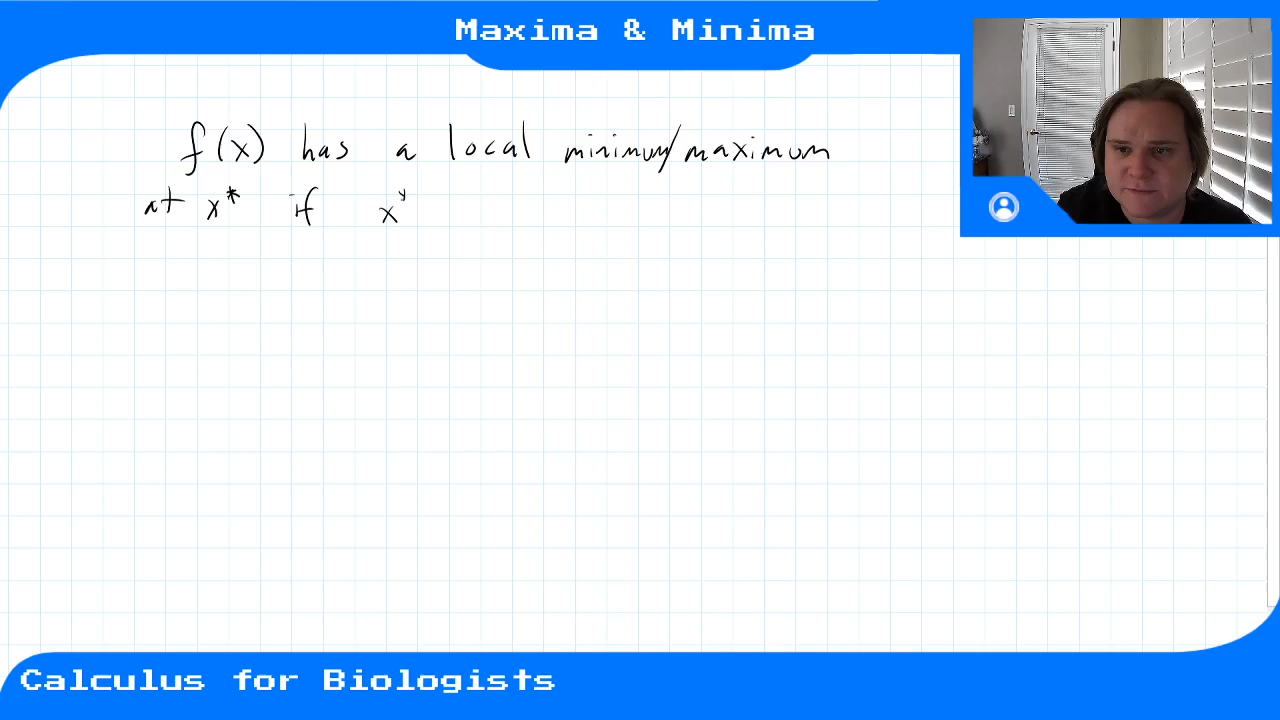 Maxima & Minima
f(x) has a local minimum/maximum
at x* if x*
Calculus for Biologists